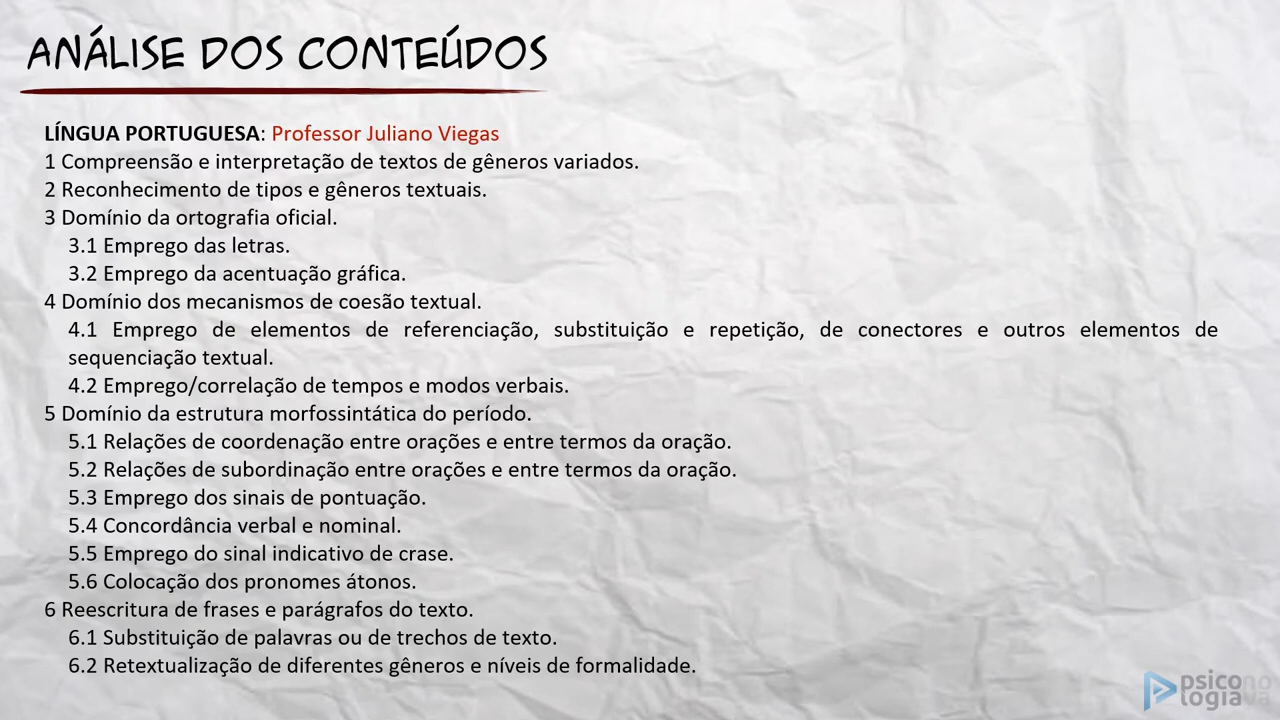 ANÁLISE DOS CONTEÚDOS
LÍNGUA PORTUGUESA: Professor Juliano Viegas
1 Compreensão e interpretação de textos de gêneros variados.
2 Reconhecimento de tipos e gêneros textuais.
3 Domínio da ortografia oficial.
3.1 Emprego das letras.
3.2 Emprego da acentuação gráfica.
4 Domínio dos mecanismos de coesão textual.
4.1 Emprego de elementos de referenciação, substituição e repetição, de conectores e outros elementos de
sequenciação textual.
4.2 Emprego/correlação de tempos e modos verbais.
5 Domínio da estrutura morfossintática do período.
5.1 Relações de coordenação entre orações e entre termos da oração.
5.2 Relações de subordinação entre orações e entre termos da oração.
5.3 Emprego dos sinais de pontuação.
5.4 Concordância verbal e nominal.
5.5 Emprego do sinal indicativo de crase.
5.6 Colocação dos pronomes átonos.
6 Reescritura de frases e parágrafos do texto.
6.1 Substituição de palavras ou de trechos de texto.
6.2 Retextualização de diferentes gêneros e níveis de formalidade.
psicono
logiava